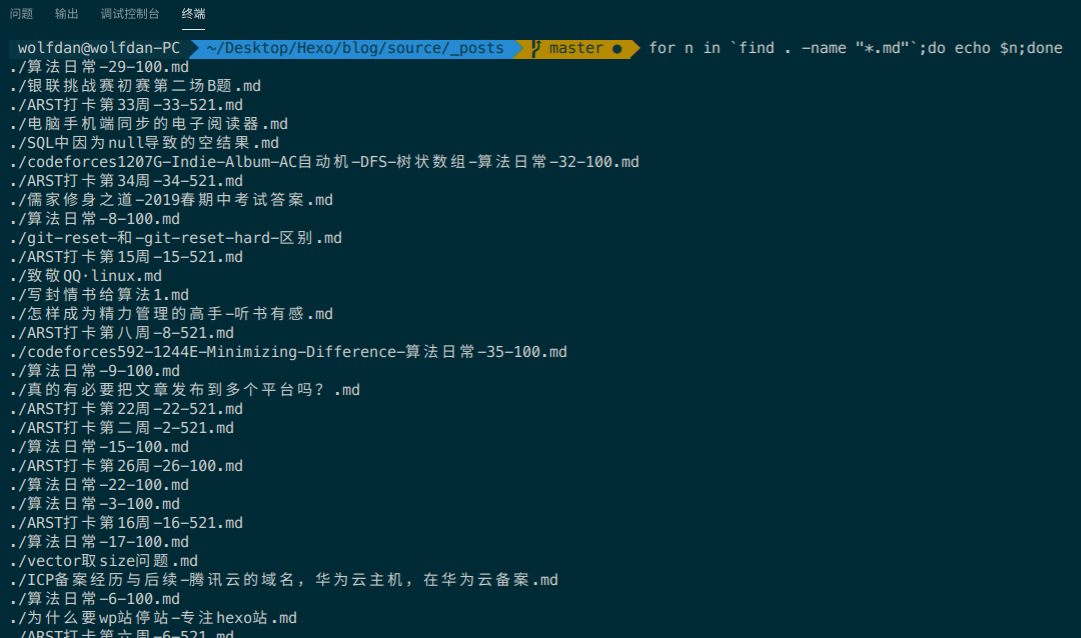 问题 输出 调试控制台 终端
wolfdan@wolfdan-PC ~/Desktop/Hexo/blog/source/_posts master ● for n in `find . -name "*.md"`;do echo $n;done
./算法日常-29-100.md
./银联挑战赛初赛第二场B题.md
./ARST打卡第33周-33-521.md
./电脑手机端同步的电子阅读器.md
./SQL中因为null导致的空结果.md
./codeforces1207G-Indie-Album-AC自动机-DFS-树状数组-算法日常-32-100.md
./ARST打卡第34周-34-521.md
./儒家修身之道-2019春期中考试答案.md
./算法日常-8-100.md
./git-reset-和-git-reset-hard-区别.md
./ARST打卡第15周-15-521.md
./致敬QQ·linux.md
./写封情书给算法1.md
./怎样成为精力管理的高手-听书有感.md
./ARST打卡第八周-8-521.md
./codeforces592-1244E-Minimizing-Difference-算法日常-35-100.md
./算法日常-9-100.md
./真的有必要把文章发布到多个平台吗？.md
./ARST打卡第22周-22-521.md
./ARST打卡第二周-2-521.md
./算法日常-15-100.md
./ARST打卡第26周-26-100.md
./算法日常-22-100.md
./算法日常-3-100.md
./ARST打卡第16周-16-521.md
./算法日常-17-100.md
./vector取size问题.md
./ICP备案经历与后续-腾讯云的域名，华为云主机，在华为云备案.md
./算法日常-6-100.md
./为什么要wp站停站-专注hexo站.md
./ARST打卡第六周-6-521.md